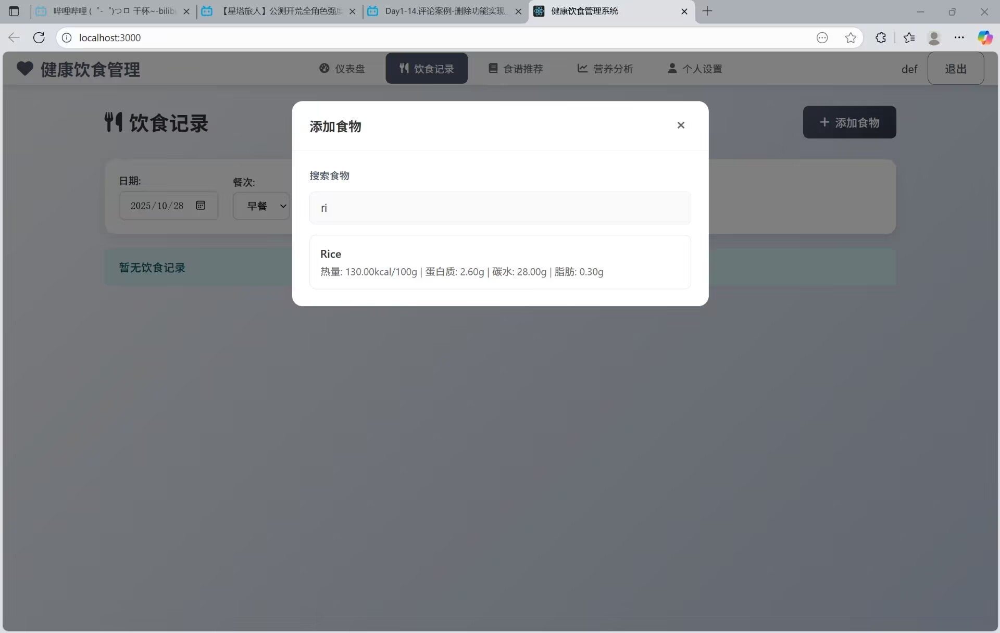 哔哩哔哩 (゜-゜)つロ 干杯~-bilibi
【星塔旅人】公测开荒全角色强度
Day1-14.评论案例-删除功能实现_
健康饮食管理系统
localhost:3000
健康饮食管理
仪表盘
饮食记录
食谱推荐
营养分析
个人设置
def
退出
饮食记录
添加食物
日期:
2025/10/28
餐次:
早餐
暂无饮食记录
添加食物
搜索食物
ri
Rice
热量: 130.00kcal/100g | 蛋白质: 2.60g | 碳水: 28.00g | 脂肪: 0.30g